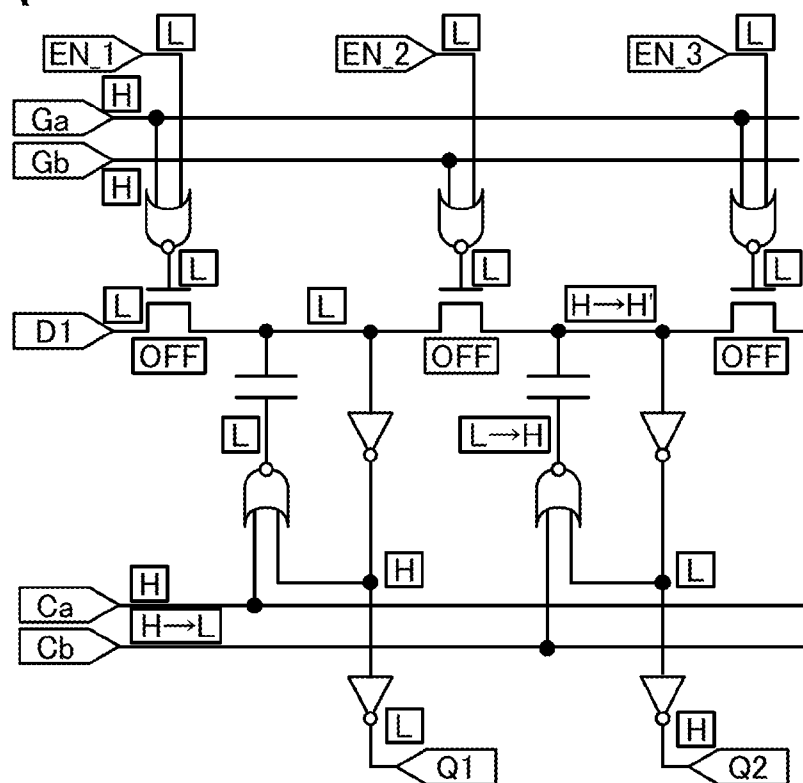 L L L
EN_1 EN_2 EN_3
H
Ga
Gb
H
L L L
L L H→H'
D1
OFF OFF OFF
L L→H
H L
H
Ca
H→L
Cb
L H
Q1 Q2